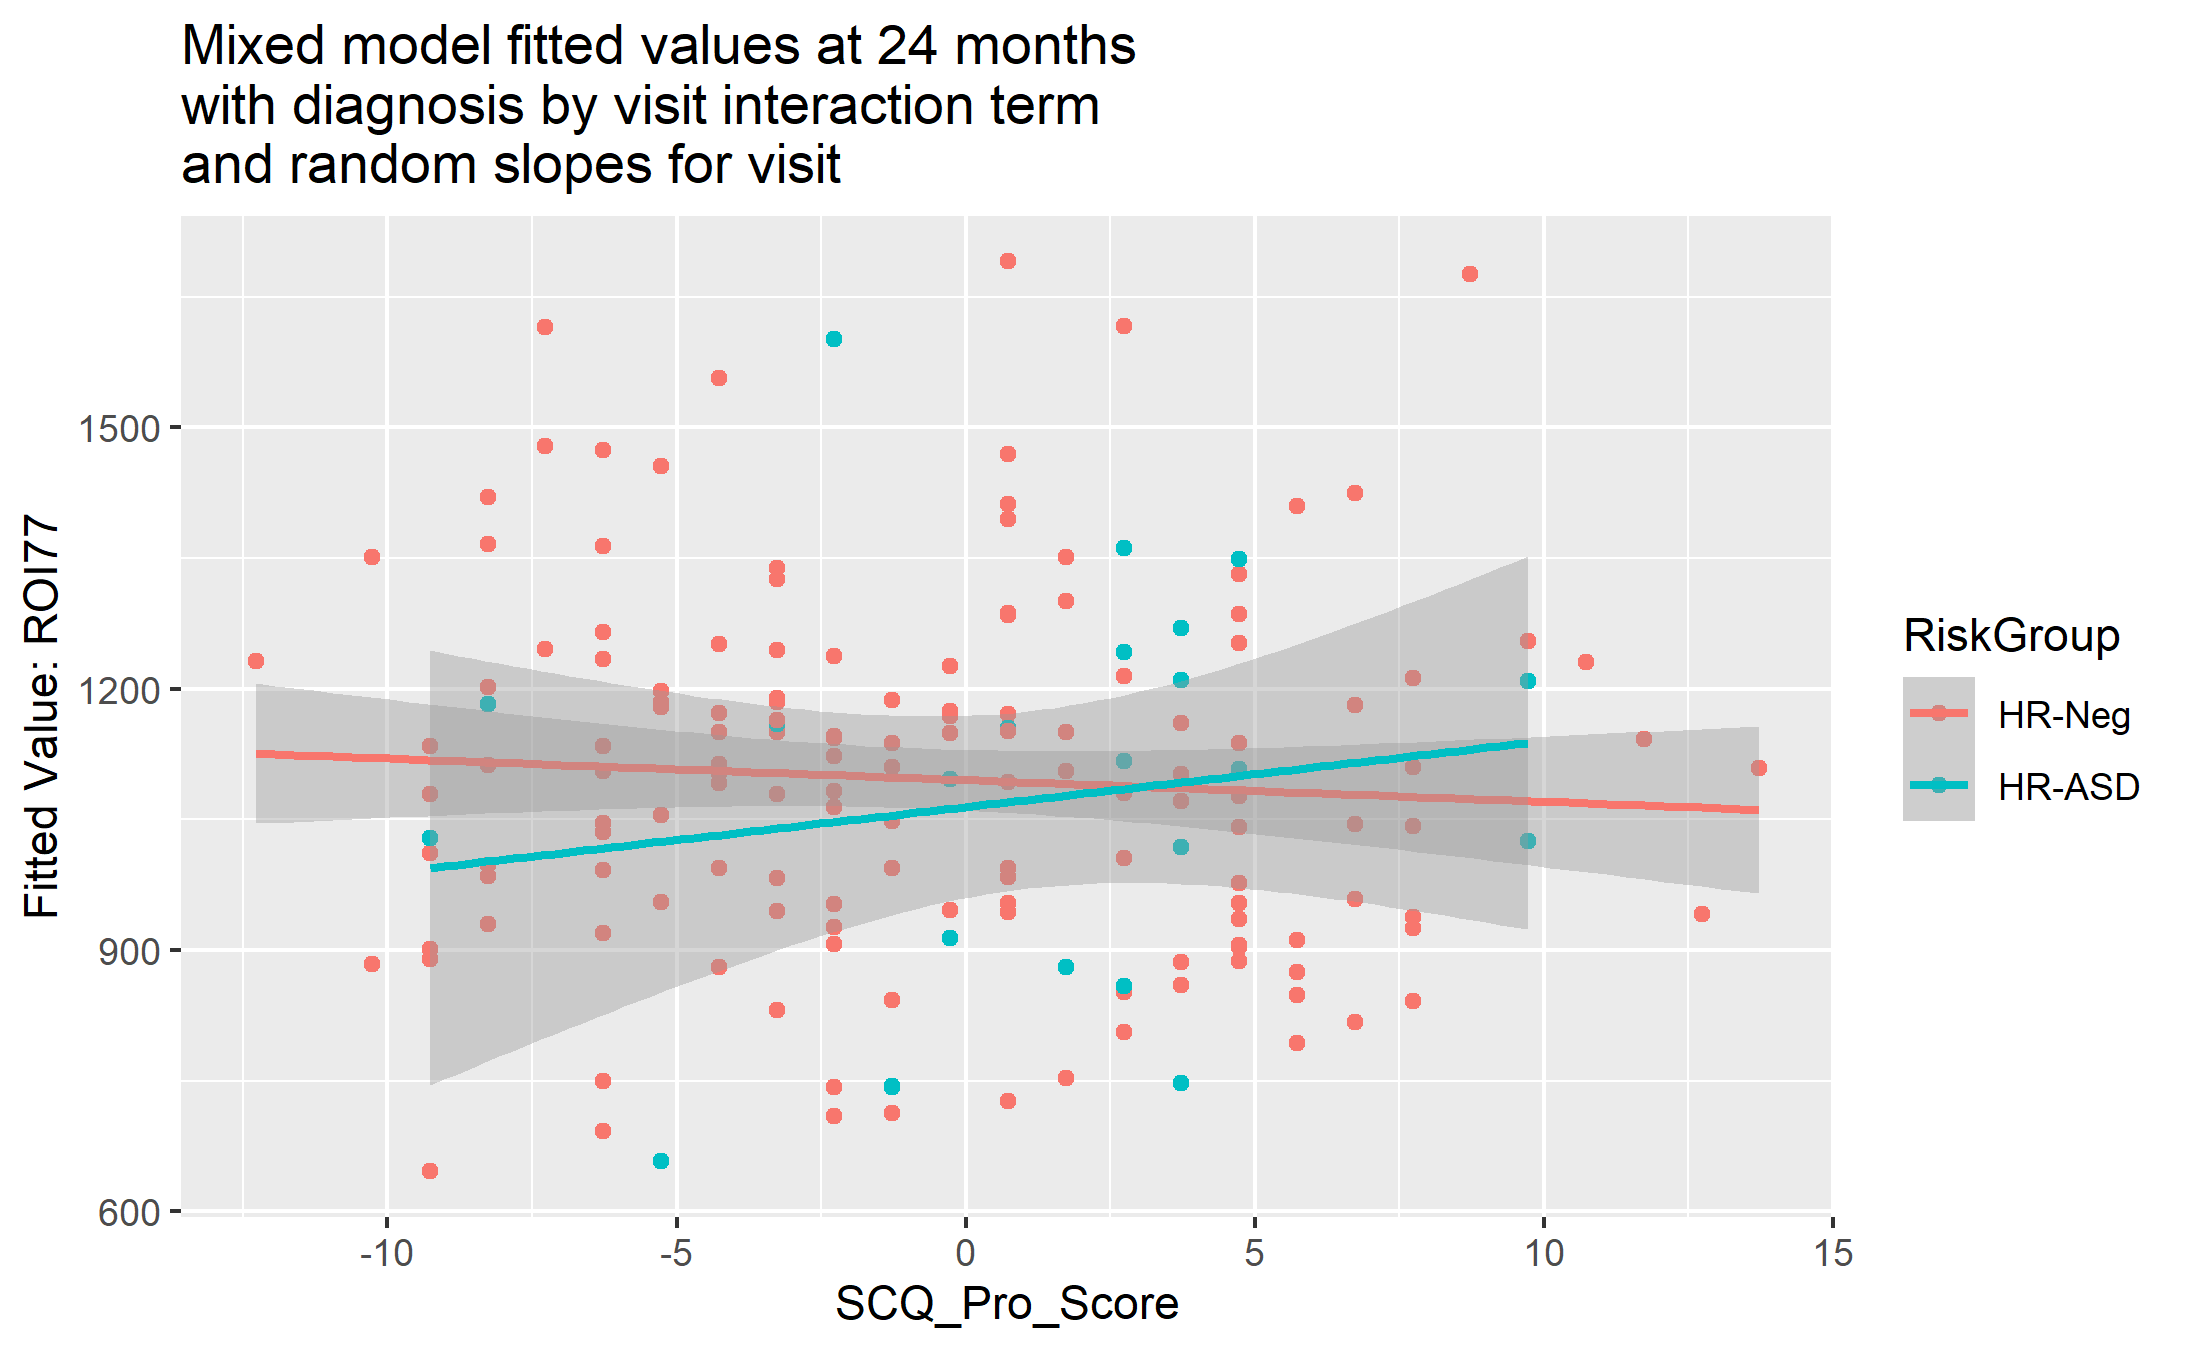 Mixed model fitted values at 24 months
with diagnosis by visit interaction term
and random slopes for visit
Fitted Value: ROI77
1500
1200
900
600
-10
-5
0
5
10
15
SCQ_Pro_Score
RiskGroup
HR-Neg
HR-ASD